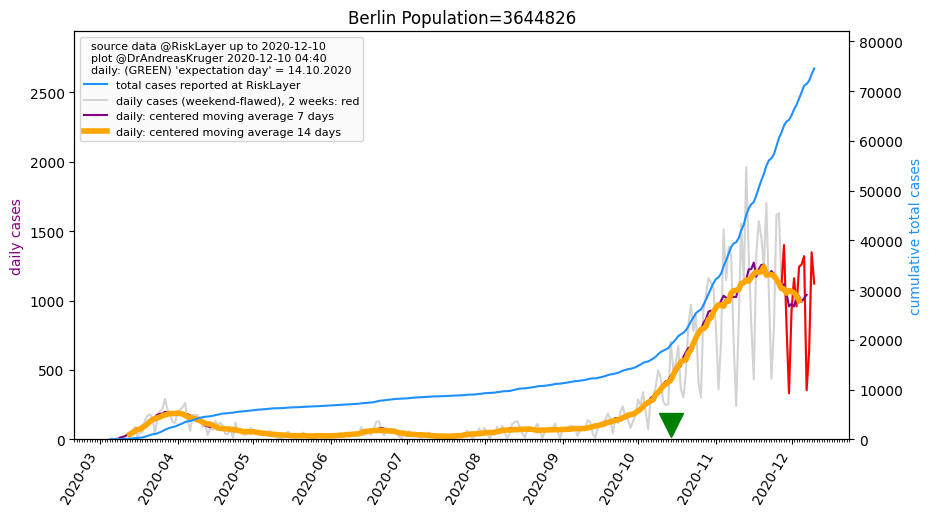 Berlin Population=3644826
source data @RiskLayer up to 2020-12-10
plot @DrAndreasKruger 2020-12-10 04:40
daily: (GREEN) 'expectation day' = 14.10.2020
total cases reported at RiskLayer
daily cases (weekend-flawed), 2 weeks: red
daily: centered moving average 7 days
daily: centered moving average 14 days
daily cases
2500
2000
1500
1000
500
0
80000
70000
60000
50000
40000
30000
20000
10000
0
cumulative total cases
2020-03
2020-04
2020-05
2020-06
2020-07
2020-08
2020-09
2020-10
2020-11
2020-12